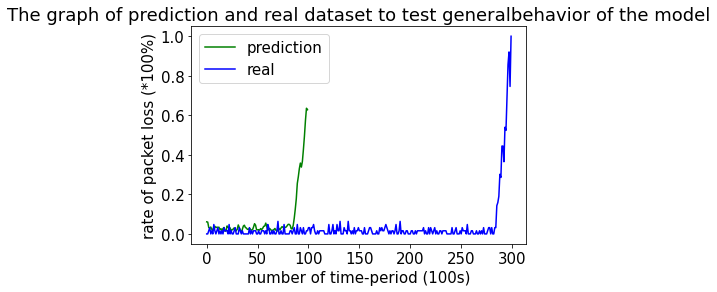 The graph of prediction and real dataset to test generalbehavior of the model
prediction
real
rate of packet loss (*100%)
1.0
0.8
0.6
0.4
0.2
0.0
0 50 100 150 200 250 300
number of time-period (100s)